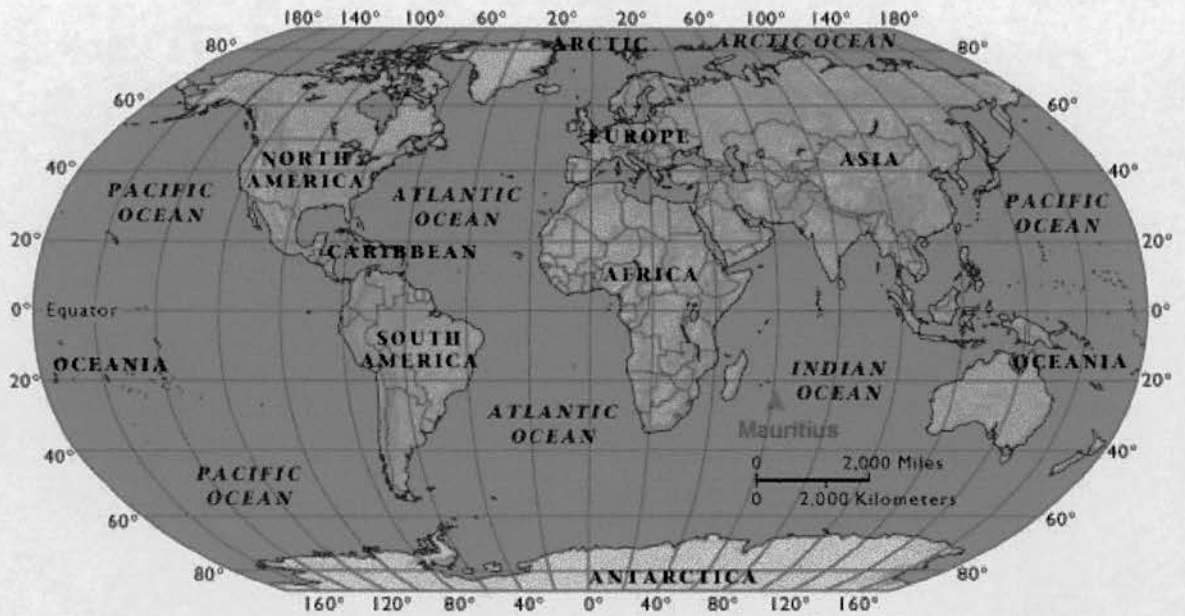 180° 140° 100° 60° 20° 20° 60° 100° 140° 180°
80° ARCTIC ARCTIC OCEAN 80°
60° 60°
EUROPE
NORTH AMERICA
ASIA
40° 40°
PACIFIC OCEAN
ATLANTIC OCEAN
PACIFIC OCEAN
20° 20°
CARIBBEAN
AFRICA
0° Equator 0°
SOUTH AMERICA
OCEANIA
INDIAN OCEAN
OCEANIA
20° 20°
ATLANTIC OCEAN
Mauritius
40° 40°
0 2,000 Miles
0 2,000 Kilometers
PACIFIC OCEAN
60° 60°
80° ANTARCTICA 80°
160° 120° 80° 40° 0° 40° 80° 120° 160°